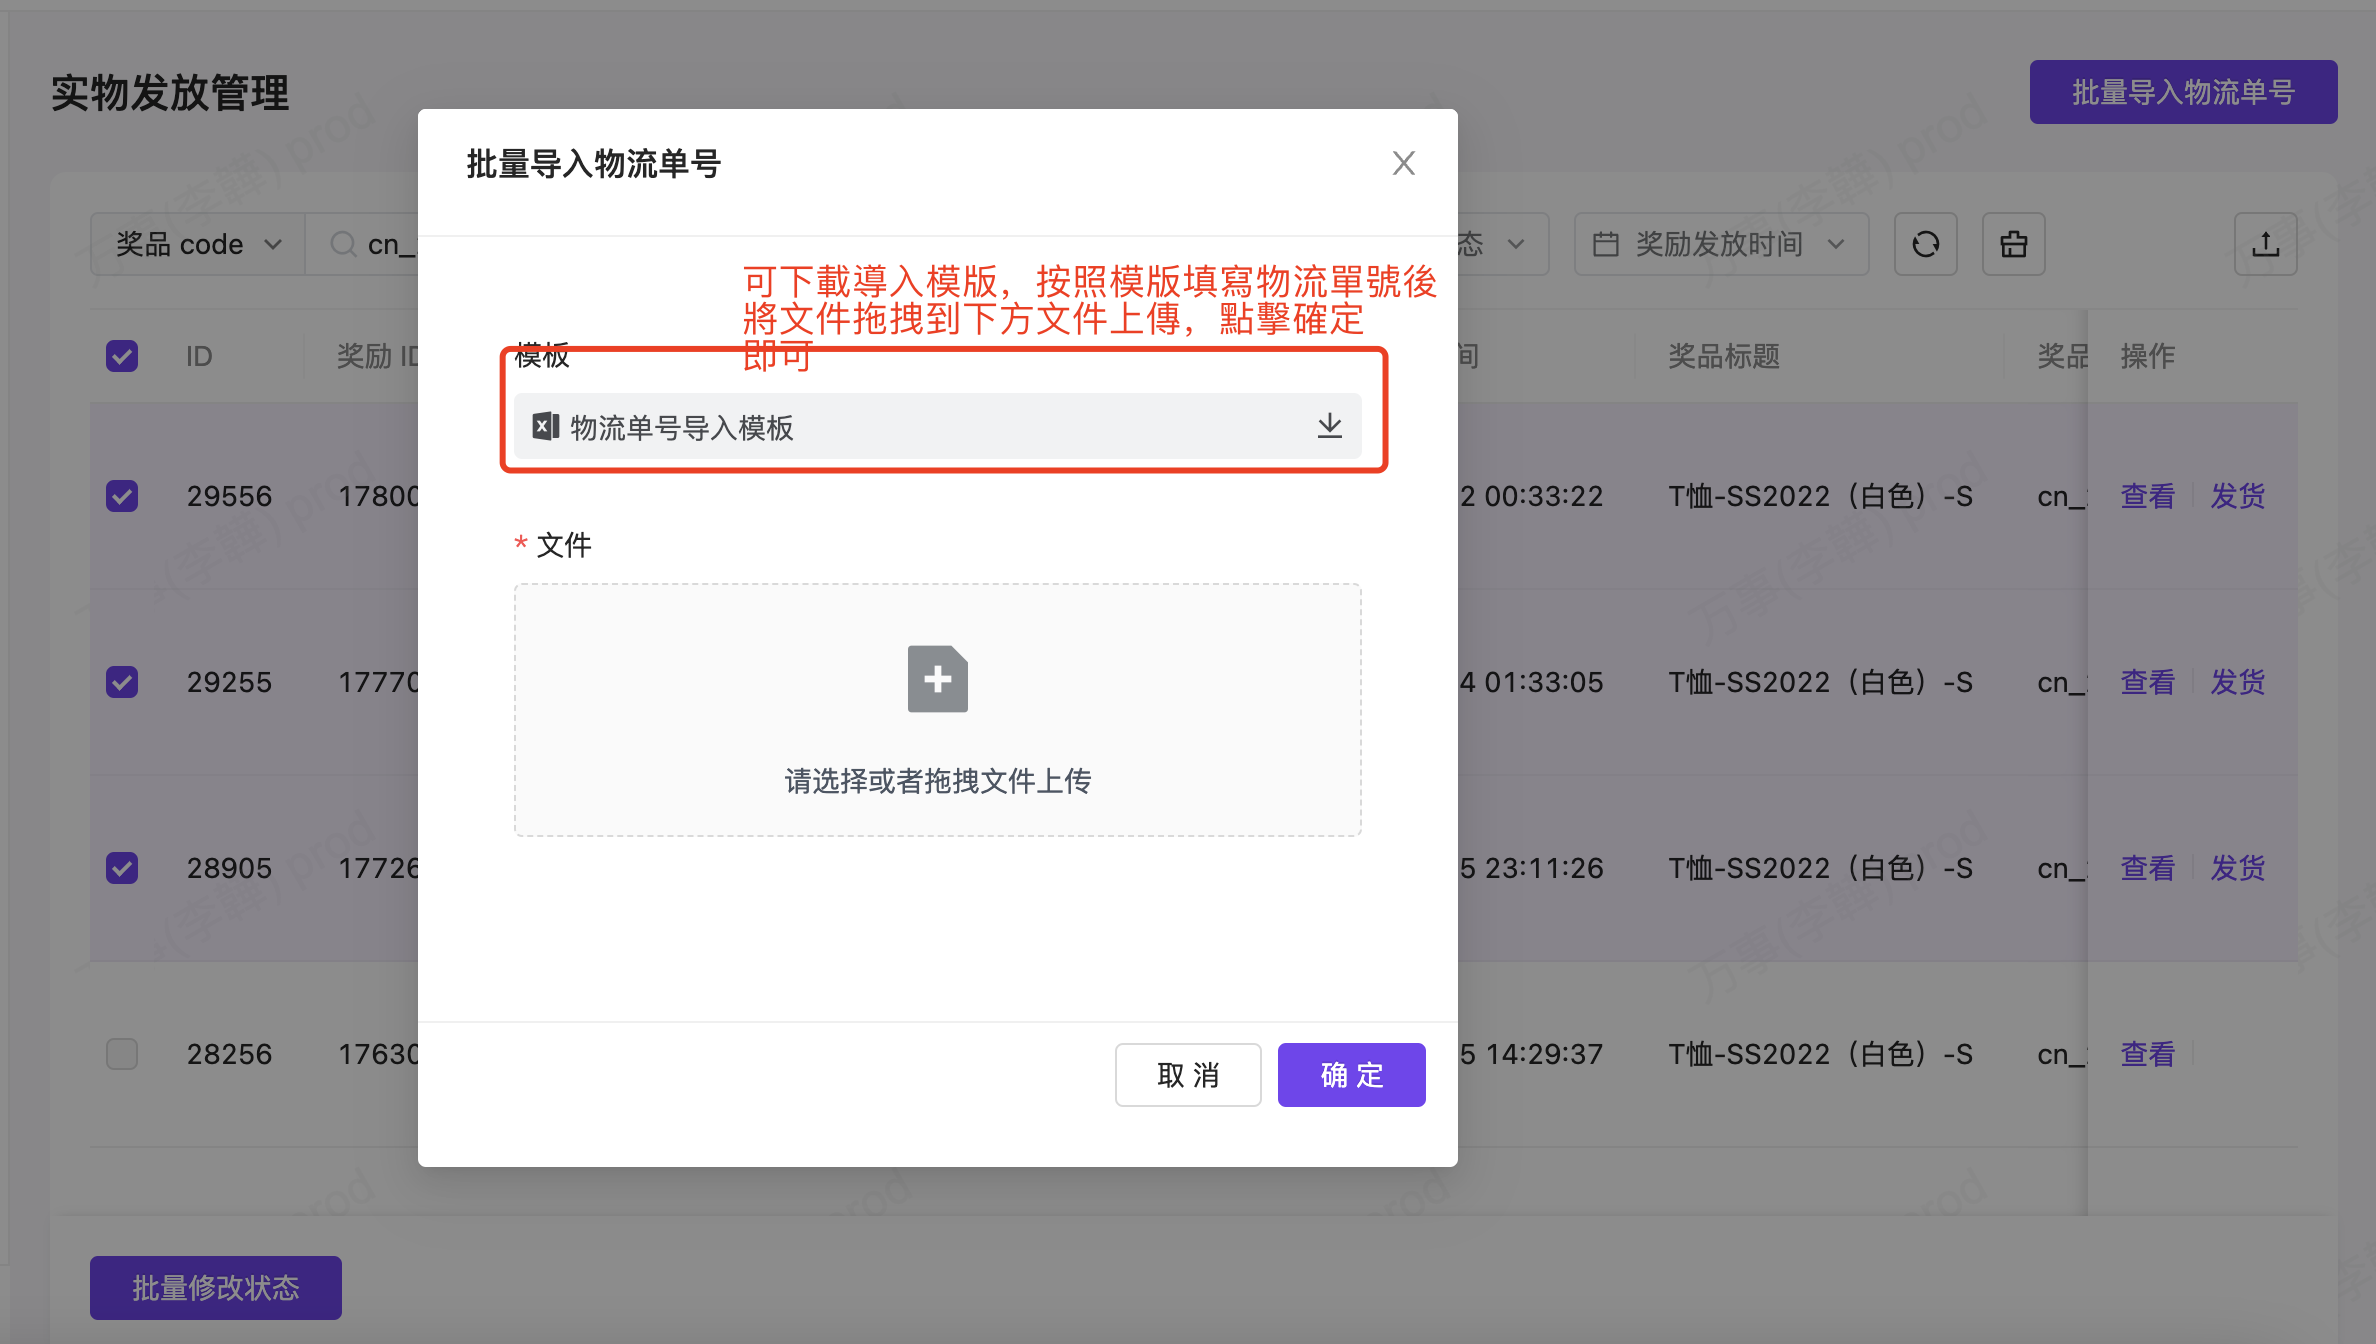 实物发放管理
批量导入物流单号
批量导入物流单号
奖品 code
cn_
态
奖励发放时间
可下載導入模版，按照模版填寫物流單號後
將文件拖拽到下方文件上傳，點擊確定
即可
模板
物流单号导入模板
ID 奖励 ID 间 奖品标题 奖品 操作
29556 17800 2 00:33:22 T恤-SS2022（白色）-S cn_ 查看 发货
* 文件
29255 17770 4 01:33:05 T恤-SS2022（白色）-S cn_ 查看 发货
请选择或者拖拽文件上传
28905 17726 5 23:11:26 T恤-SS2022（白色）-S cn_ 查看 发货
28256 17630 5 14:29:37 T恤-SS2022（白色）-S cn_ 查看
取 消
确 定
批量修改状态